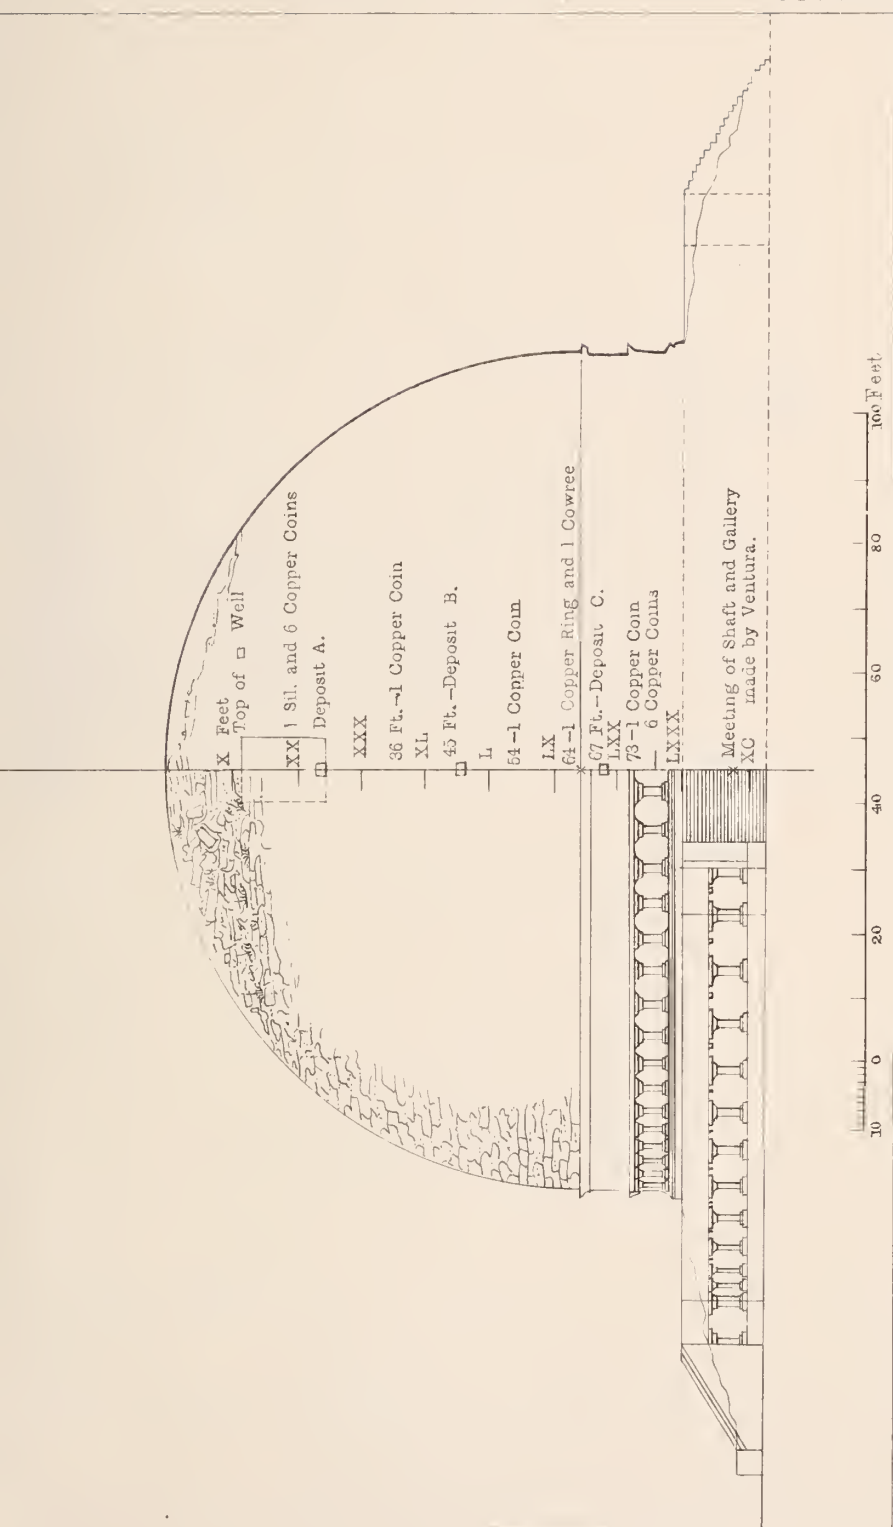 X Feet
Top of □ Well
XX 1 Sil. and 6 Copper Coins
Deposit A.
XXX
36 Ft.-1 Copper Coin
XL
45 Ft.-Deposit B.
L
54-1 Copper Coin
LX
64-1 Copper Ring and 1 Cowree
67 Ft.-Deposit C.
LXX
73-1 Copper Coin
6 Copper Coins
LXXX
Meeting of Shaft and Gallery
XC made by Ventura.
10 0 20 40 60 80 100 Feet.